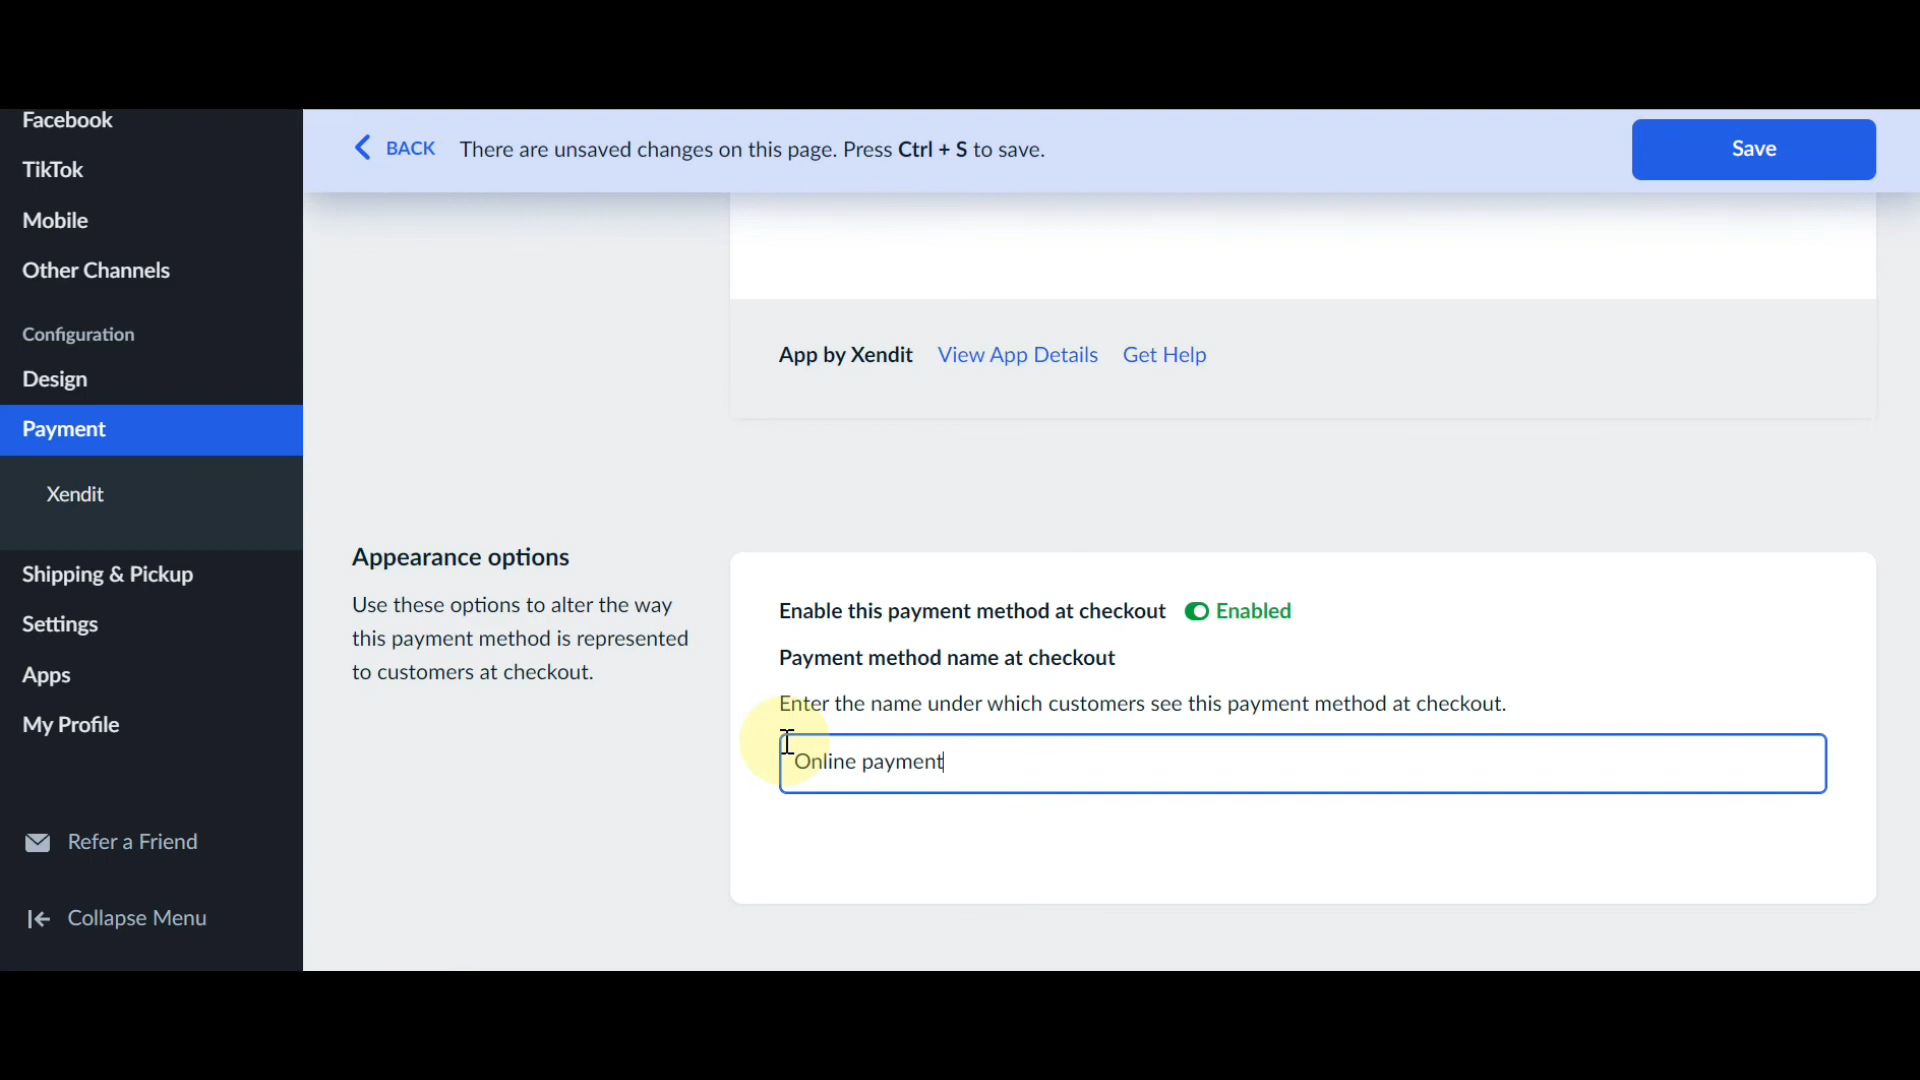 Facebook
TikTok
Mobile
Other Channels
Configuration
Design
Payment
Xendit
Shipping & Pickup
Settings
Apps
My Profile
Refer a Friend
Collapse Menu
BACK There are unsaved changes on this page. Press Ctrl + S to save.
Save
App by Xendit View App Details Get Help
Appearance options
Use these options to alter the way
this payment method is represented
to customers at checkout.
Enable this payment method at checkout Enabled
Payment method name at checkout
Enter the name under which customers see this payment method at checkout.
Online payment